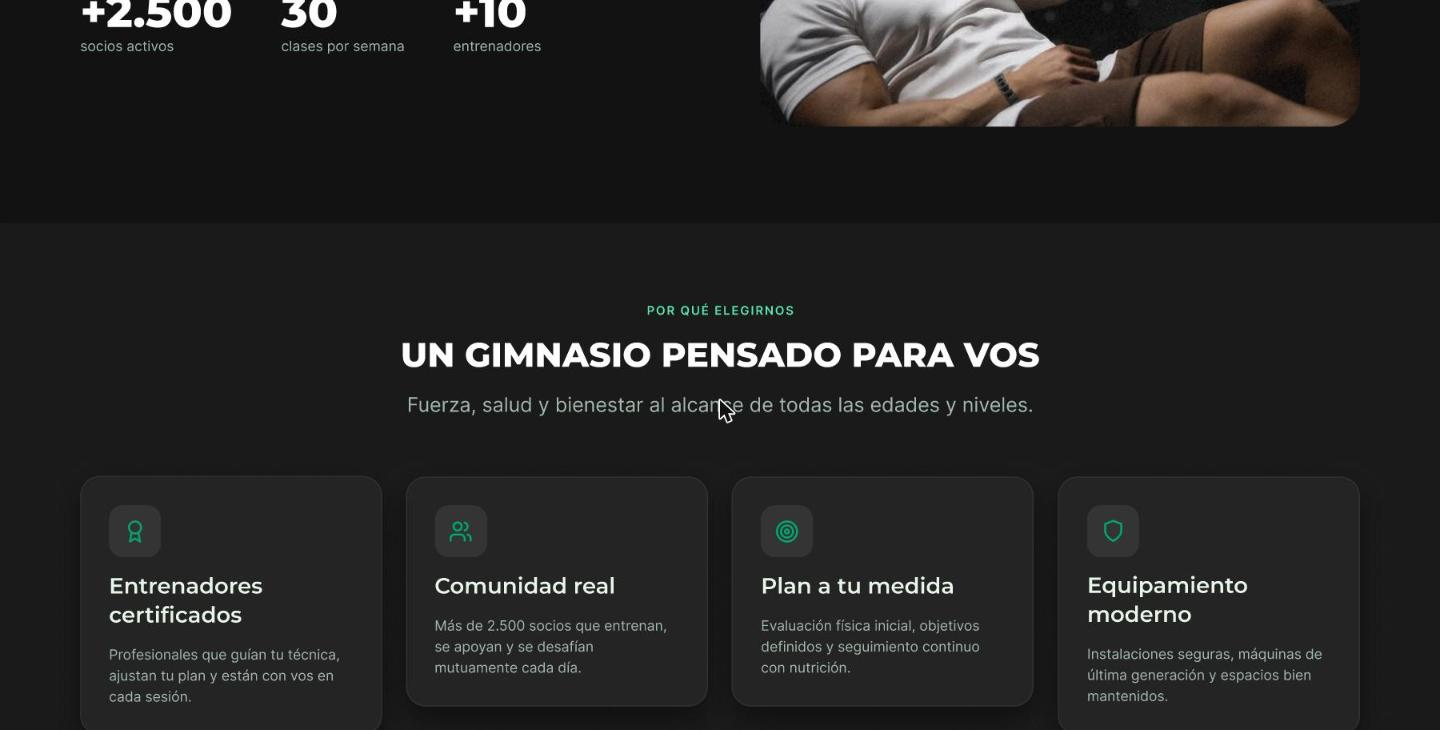 +2.500
30
+10
socios activos
clases por semana
entrenadores
POR QUÉ ELEGIRNOS
UN GIMNASIO PENSADO PARA VOS
Fuerza, salud y bienestar al alcance de todas las edades y niveles.
Entrenadores
certificados
Profesionales que guían tu técnica,
ajustan tu plan y están con vos en
cada sesión.
Comunidad real
Más de 2.500 socios que entrenan,
se apoyan y se desafían
mutuamente cada día.
Plan a tu medida
Evaluación física inicial, objetivos
definidos y seguimiento continuo
con nutrición.
Equipamiento
moderno
Instalaciones seguras, máquinas de
última generación y espacios bien
mantenidos.